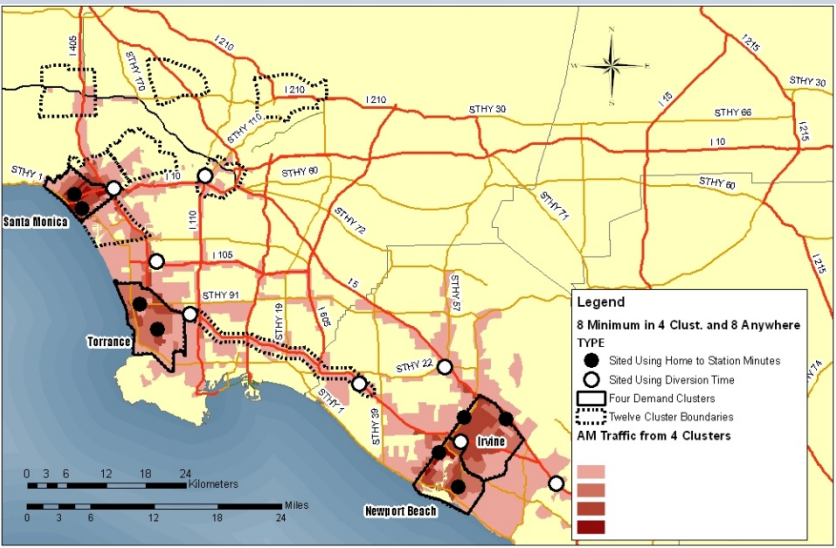 I 405
STHY 170
I 210
I 210
STHY 110
I 210
STHY 30
STHY 66
I 15
I 215
STHY 30
I 215
I 10
N
W
E
S
STHY 1
I 10
STHY 60
STHY 60
STHY 71
STHY 72
Santa Monica
I 110
I 105
I 5
STHY 57
I 215
STHY 91
STHY 19
I 605
Torrance
STHY 22
STHY 1
STHY 39
STHY 74
Irvine
Newport Beach
Legend
8 Minimum in 4 Clust. and 8 Anywhere
TYPE
Sited Using Home to Station Minutes
Sited Using Diversion Time
Four Demand Clusters
Twelve Cluster Boundaries
AM Traffic from 4 Clusters
0 3 6 12 18 24
Kilometers
Miles
0 3 6 12 18 24